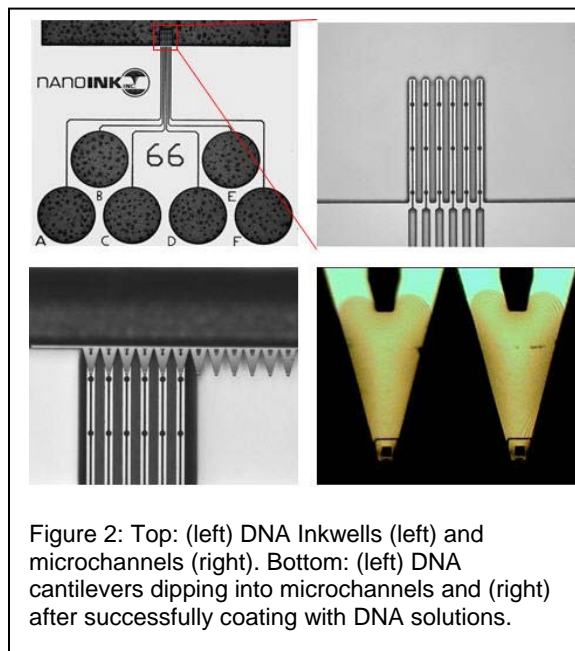 nanoINK INC
66
B
E
A
C
D
F
Figure 2: Top: (left) DNA Inkwells (left) and
microchannels (right). Bottom: (left) DNA
cantilevers dipping into microchannels and (right)
after successfully coating with DNA solutions.